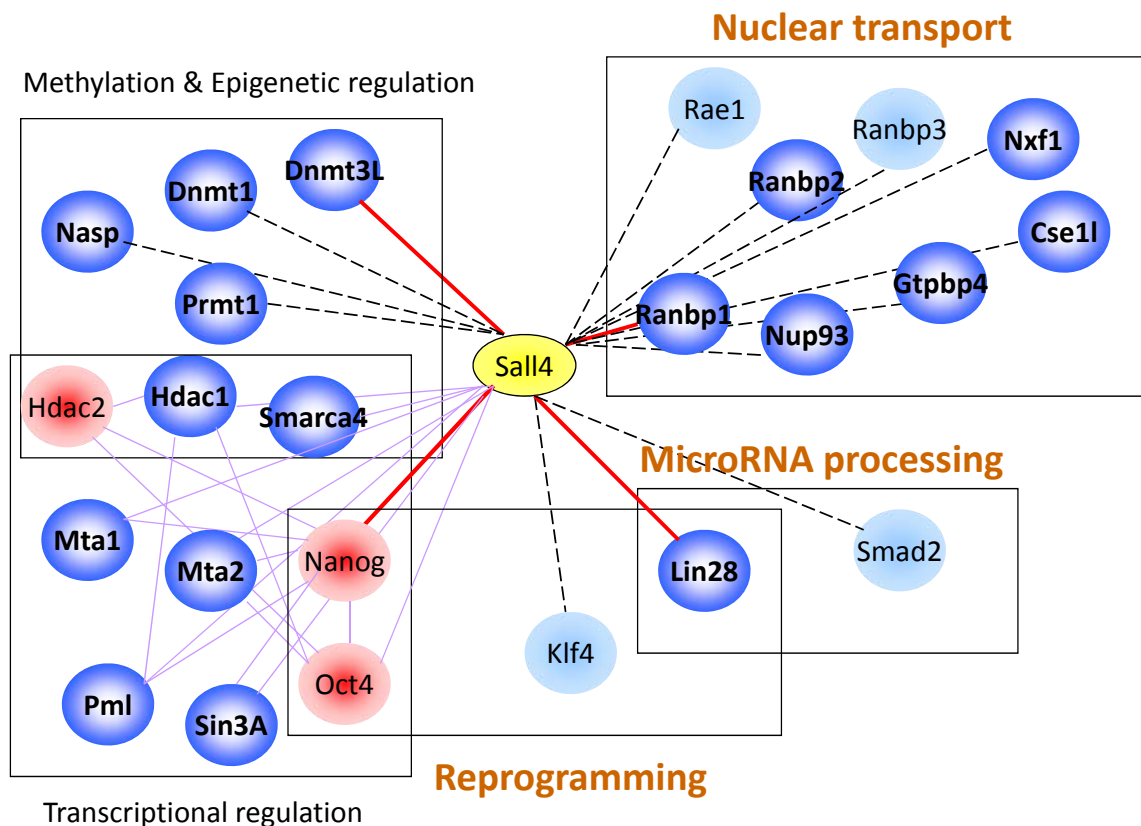 Nuclear transport
Methylation & Epigenetic regulation
Rae1
Ranbp3
Nxf1
Dnmt3L
Dnmt1
Ranbp2
Nasp
Cse1l
Gtpbp4
Prmt1
Ranbp1
Nup93
Sall4
Hdac2
Hdac1
Smarca4
MicroRNA processing
Mta1
Mta2
Nanog
Lin28
Smad2
Klf4
Oct4
Pml
Sin3A
Reprogramming
Transcriptional regulation